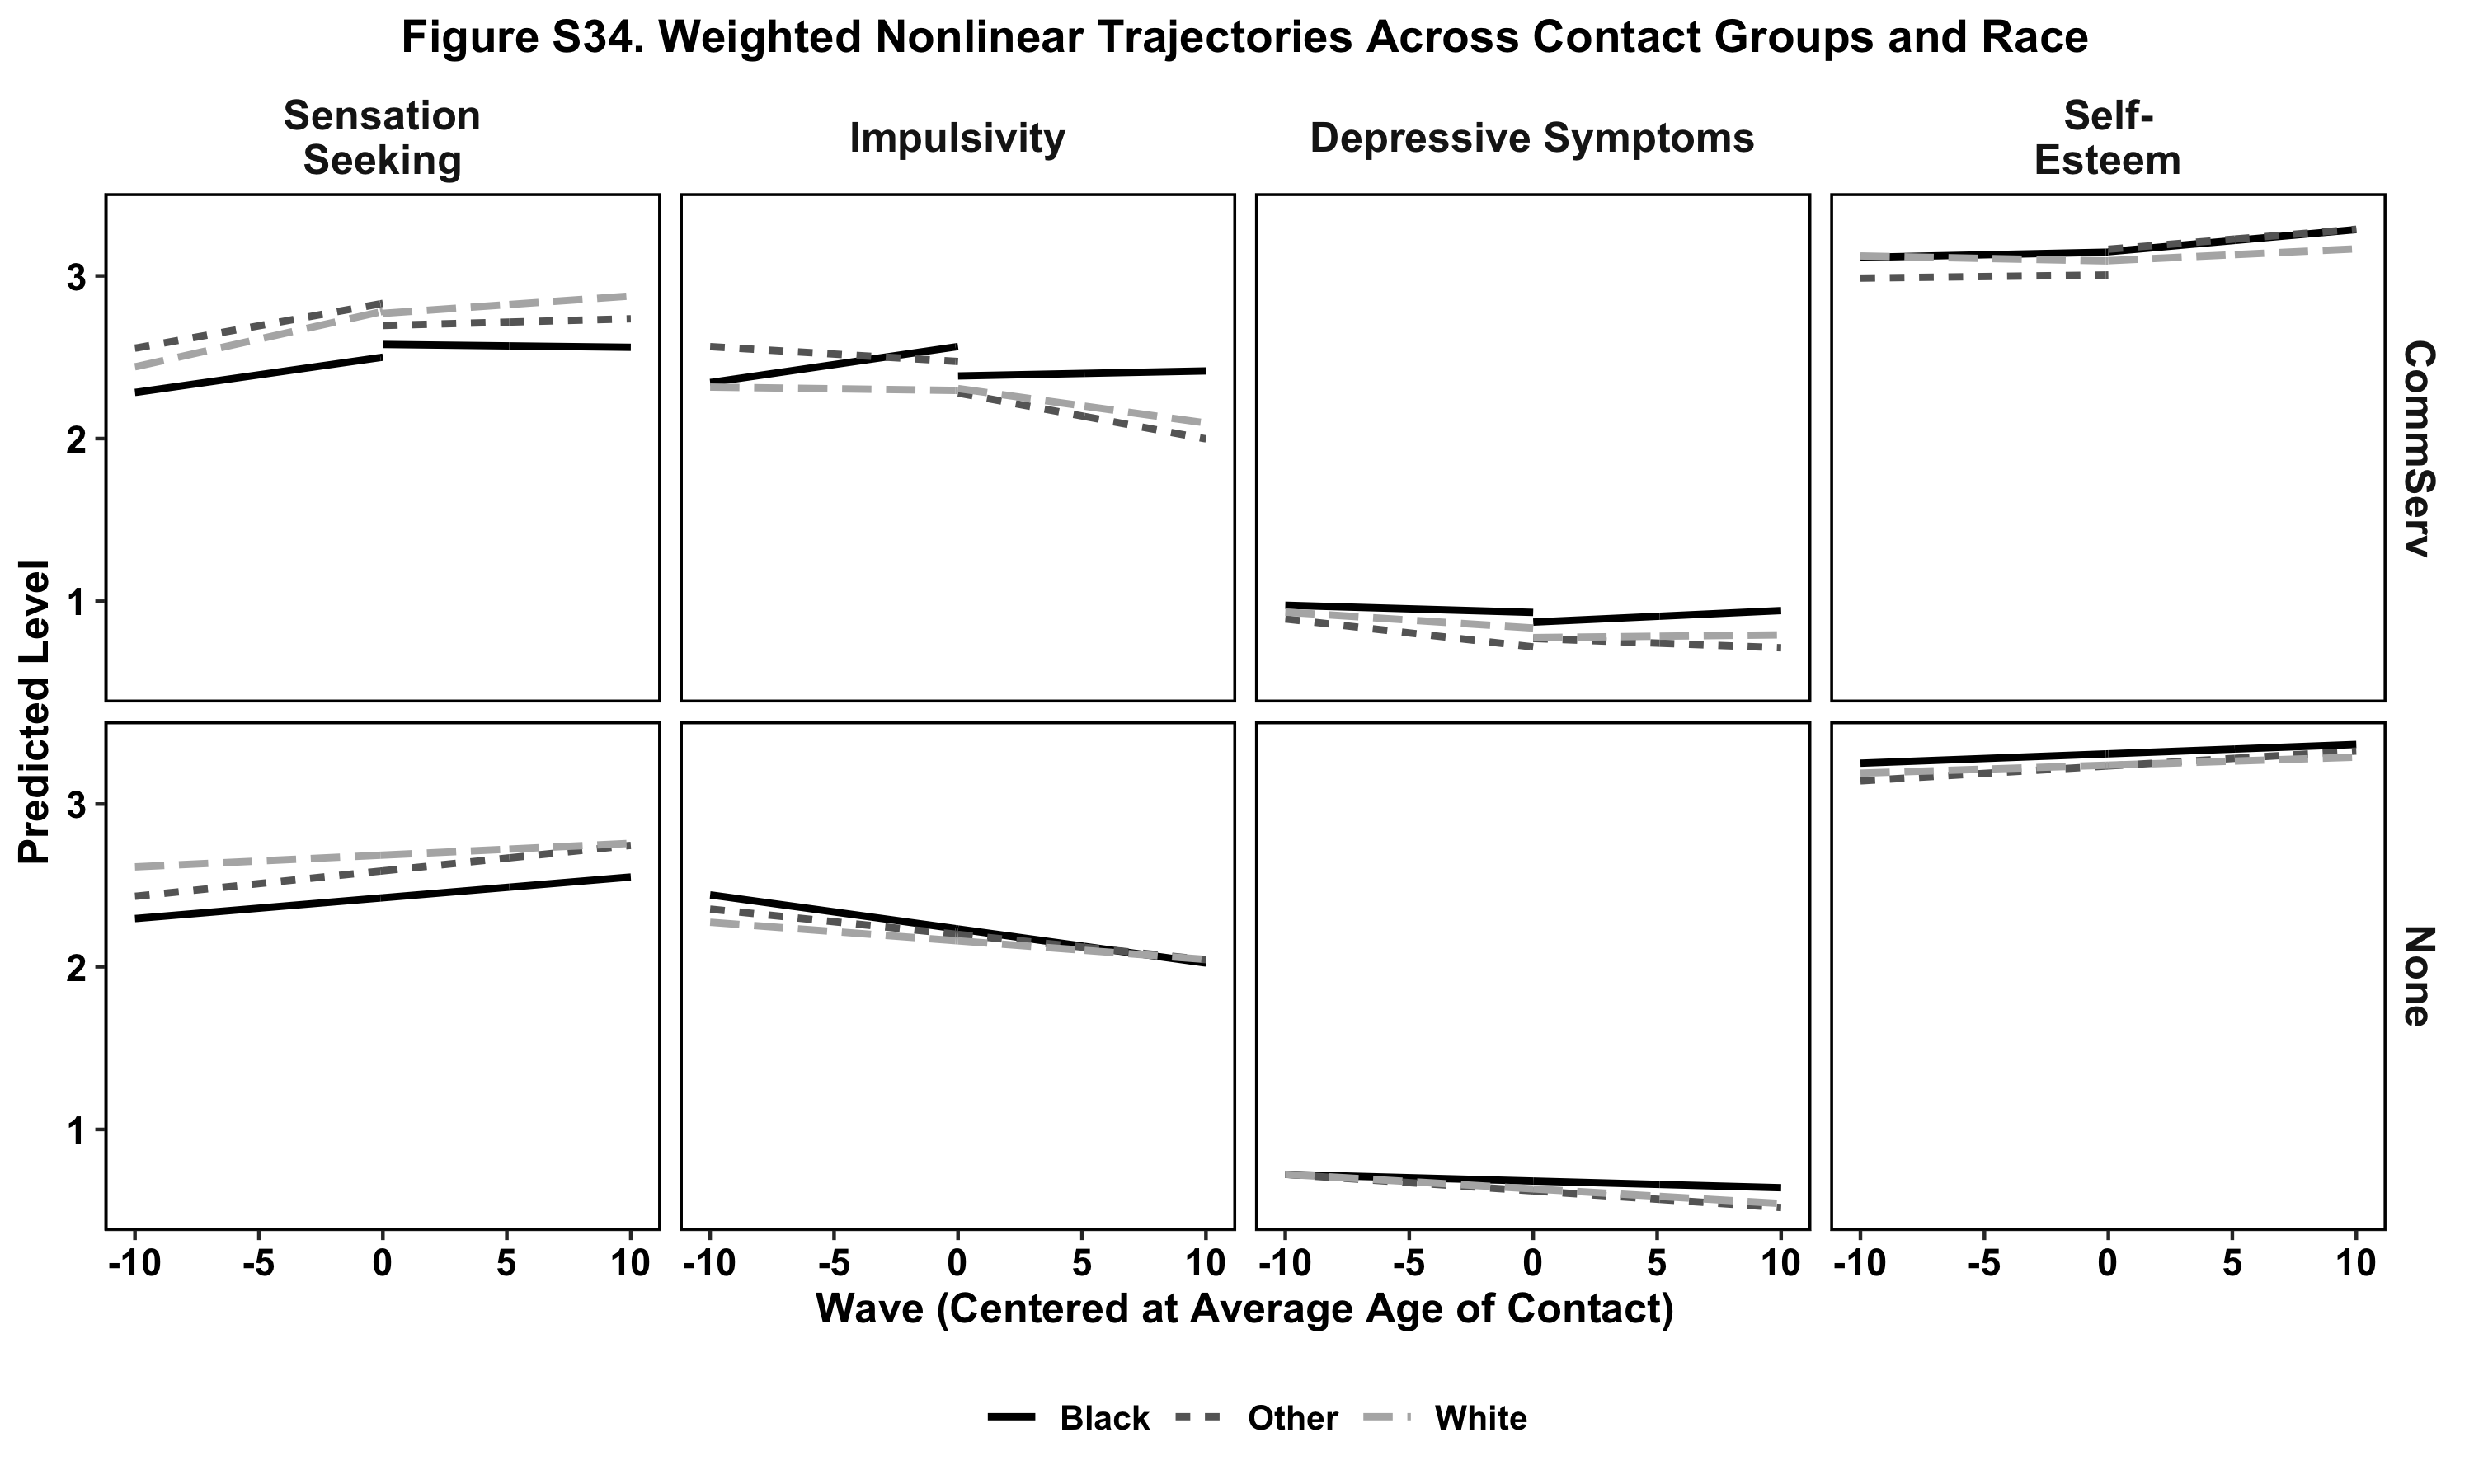 Figure S34. Weighted Nonlinear Trajectories Across Contact Groups and Race
Sensation
Seeking
Impulsivity
Depressive Symptoms
Self-
Esteem
Predicted Level
3
2
1
CommServ
3
2
1
None
-10 -5 0 5 10 -10 -5 0 5 10 -10 -5 0 5 10 -10 -5 0 5 10
Wave (Centered at Average Age of Contact)
Black Other White